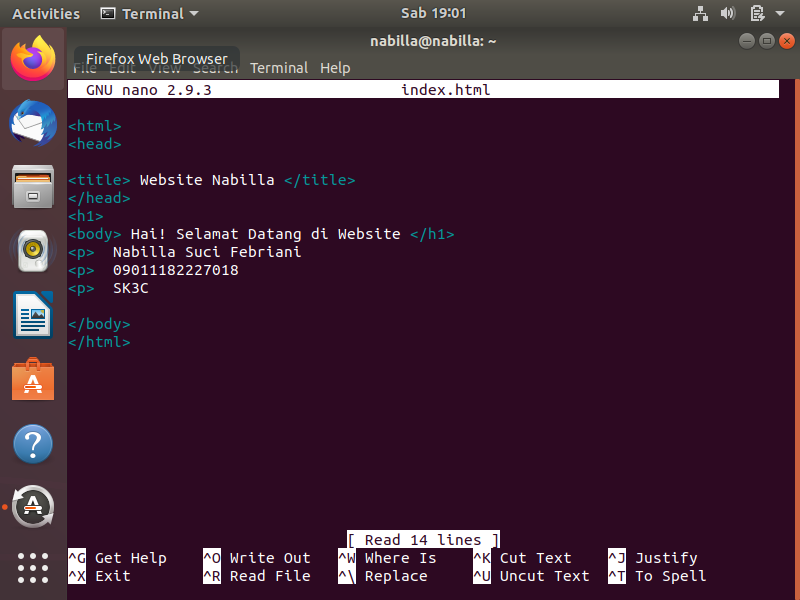 Activities Terminal Sab 19:01
nabilla@nabilla: ~
Firefox Web Browser
File Edit View Search Terminal Help
GNU nano 2.9.3 index.html
<html>
<head>
<title> Website Nabilla </title>
</head>
<h1>
<body> Hai! Selamat Datang di Website </h1>
<p> Nabilla Suci Febriani
<p> 09011182227018
<p> SK3C
</body>
</html>
[ Read 14 lines ]
^G Get Help ^O Write Out ^W Where Is ^K Cut Text ^J Justify
^X Exit ^R Read File ^\ Replace ^U Uncut Text ^T To Spell